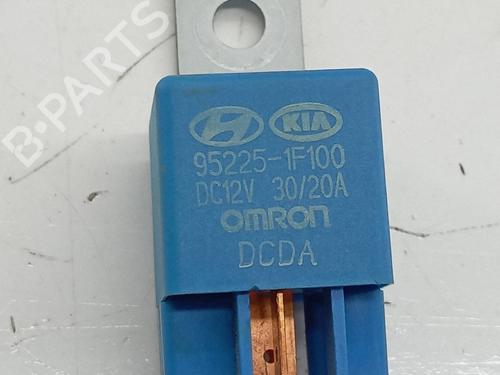 B-PARTS
KIA
95225-1F100
DC12V 30/20A
OMRON
DCDA